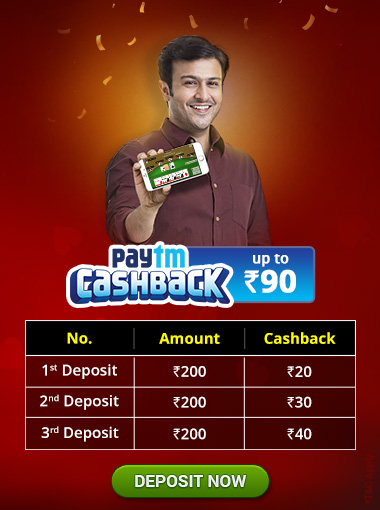 paytm
CASHBACK
up to
₹90
No. Amount Cashback
1st Deposit ₹200 ₹20
2nd Deposit ₹200 ₹30
3rd Deposit ₹200 ₹40
DEPOSIT NOW